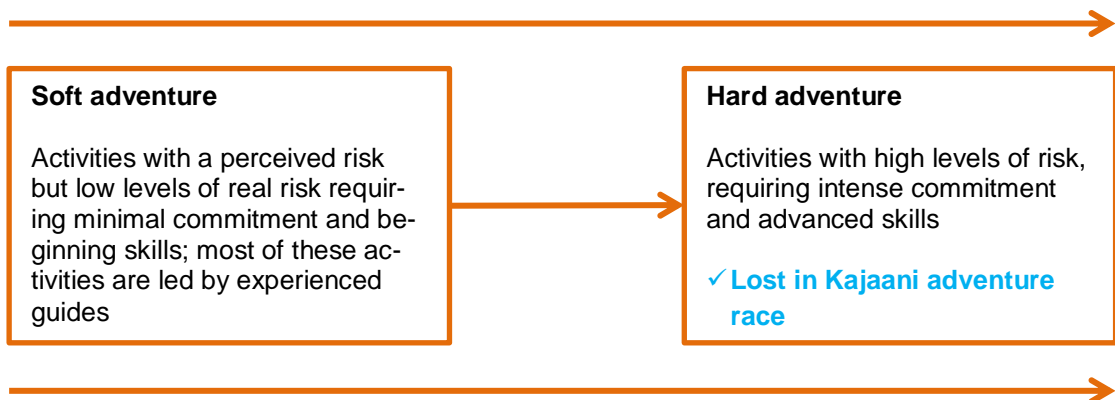 Soft adventure
Activities with a perceived risk
but low levels of real risk requir-
ing minimal commitment and be-
ginning skills; most of these ac-
tivities are led by experienced
guides
Hard adventure
Activities with high levels of risk,
requiring intense commitment
and advanced skills
✓ Lost in Kajaani adventure
race